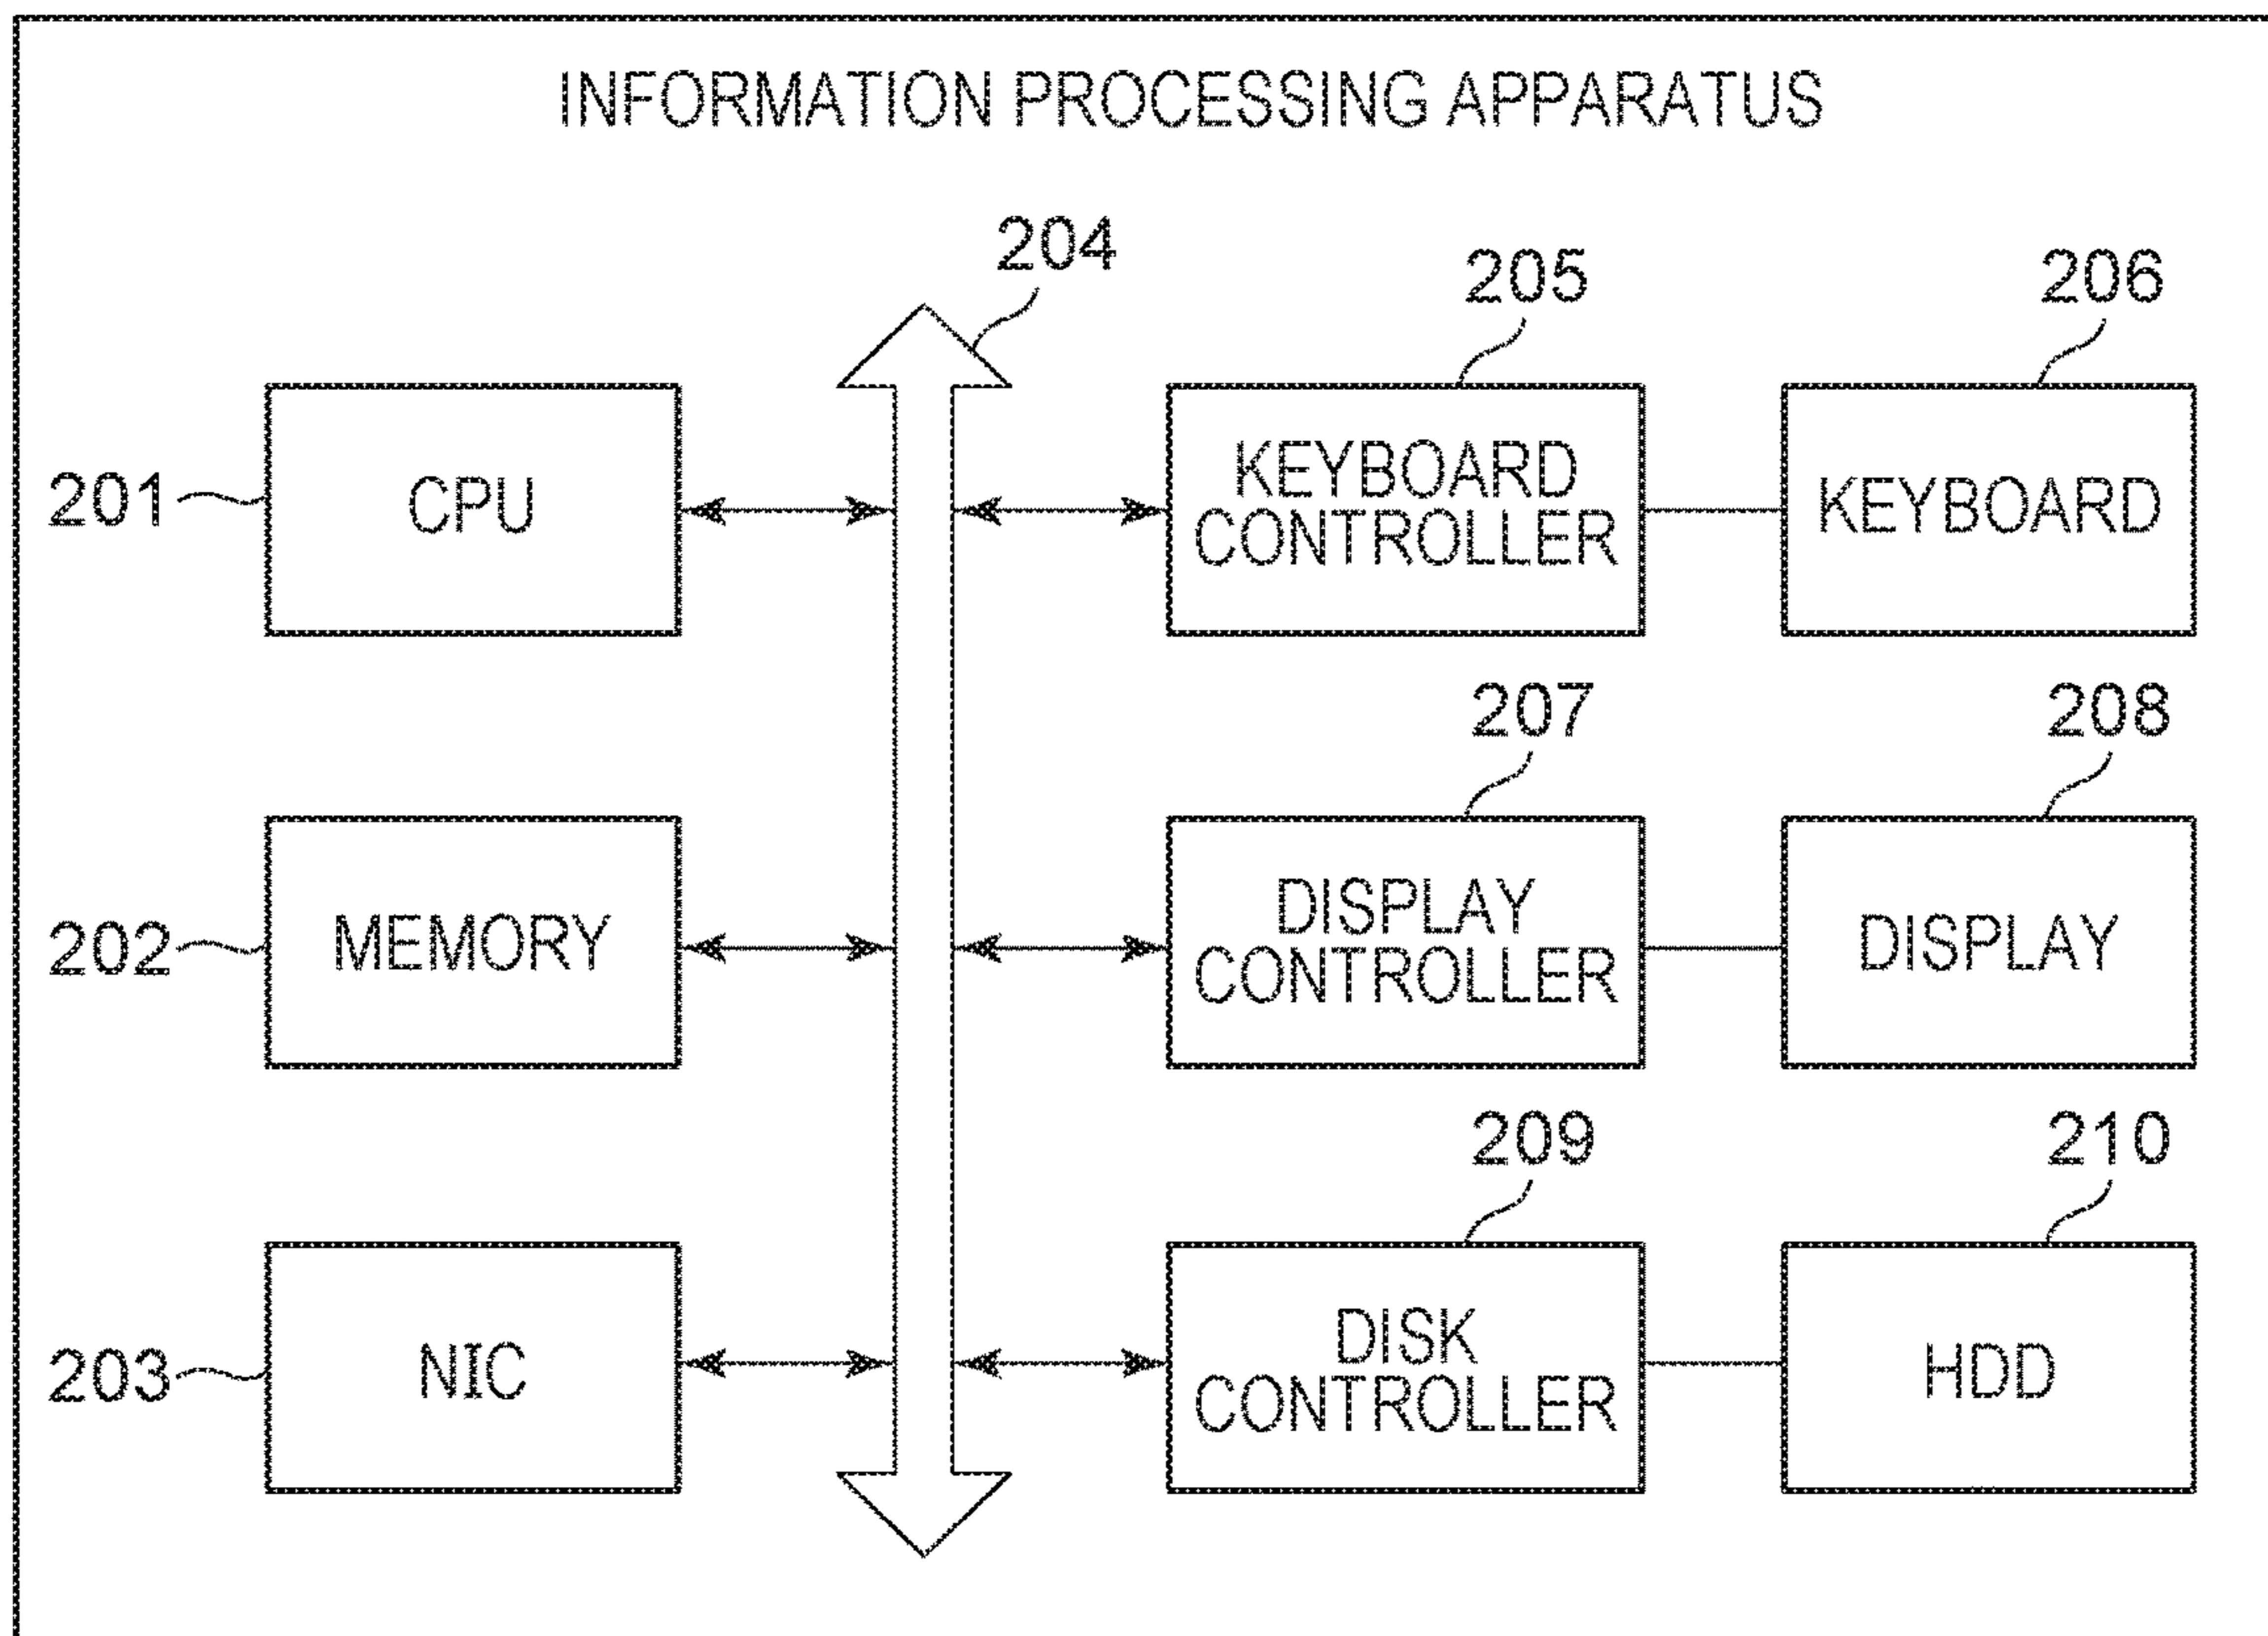 INFORMATION PROCESSING APPARATUS
204
205
206
201
CPU
KEYBOARD
CONTROLLER
KEYBOARD
207
208
202
MEMORY
DISPLAY
CONTROLLER
DISPLAY
209
210
203
NIC
DISK
CONTROLLER
HDD